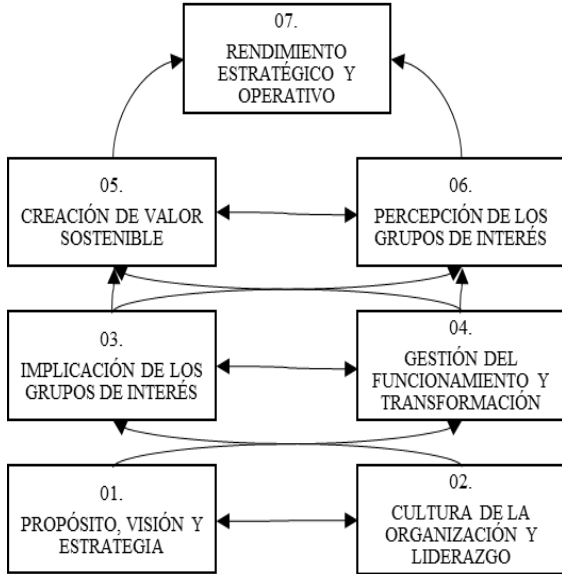 07.
RENDIMIENTO
ESTRATÉGICO Y
OPERATIVO
05.
CREACIÓN DE VALOR
SOSTENIBLE
06.
PERCEPCIÓN DE LOS
GRUPOS DE INTERÉS
03.
IMPLICACIÓN DE LOS
GRUPOS DE INTERÉS
04.
GESTIÓN DEL
FUNCIONAMIENTO Y
TRANSFORMACIÓN
01.
PROPÓSITO, VISIÓN Y
ESTRATEGIA
02.
CULTURA DE LA
ORGANIZACIÓN Y
LIDERAZGO